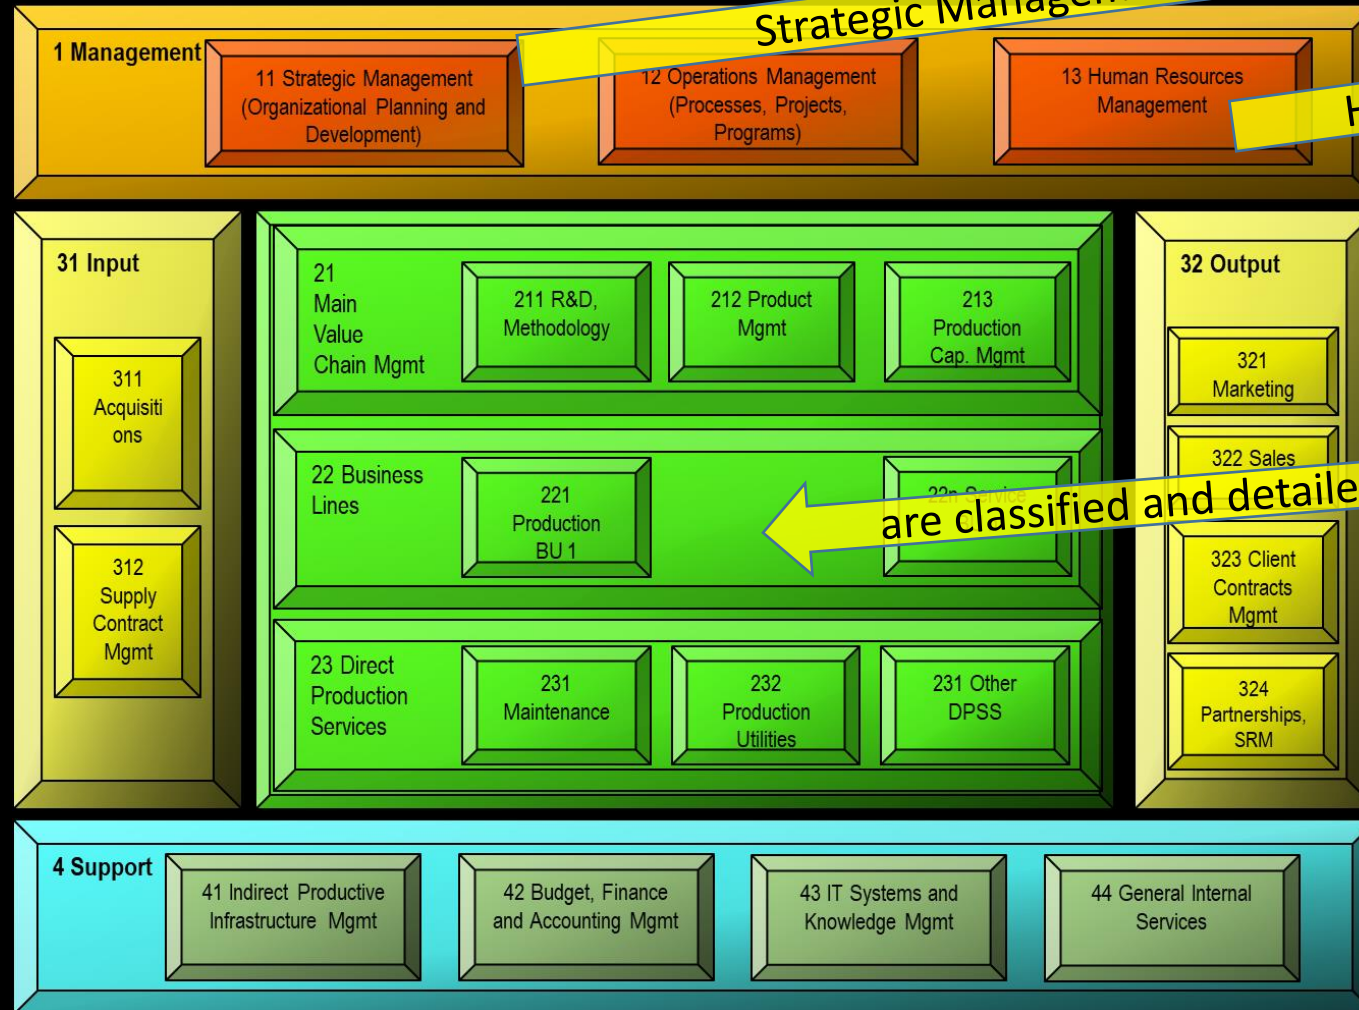 Strategic
1 Management
11 Strategic Management
(Organizational Planning and
Development)
12 Operations Management
(Processes, Projects,
Programs)
13 Human Resources
Management
H
31 Input
311
Acquisiti
ons
312
Supply
Contract
Mgmt
21
Main
Value
Chain Mgmt
211 R&D,
Methodology
212 Product
Mgmt
213
Production
Cap. Mgmt
22 Business
Lines
221
Production
BU 1
22n Service
are classified and detaile
23 Direct
Production
Services
231
Maintenance
232
Production
Utilities
231 Other
DPSS
32 Output
321
Marketing
322 Sales
323 Client
Contracts
Mgmt
324
Partnerships,
SRM
4 Support
41 Indirect Productive
Infrastructure Mgmt
42 Budget, Finance
and Accounting Mgmt
43 IT Systems and
Knowledge Mgmt
44 General Internal
Services